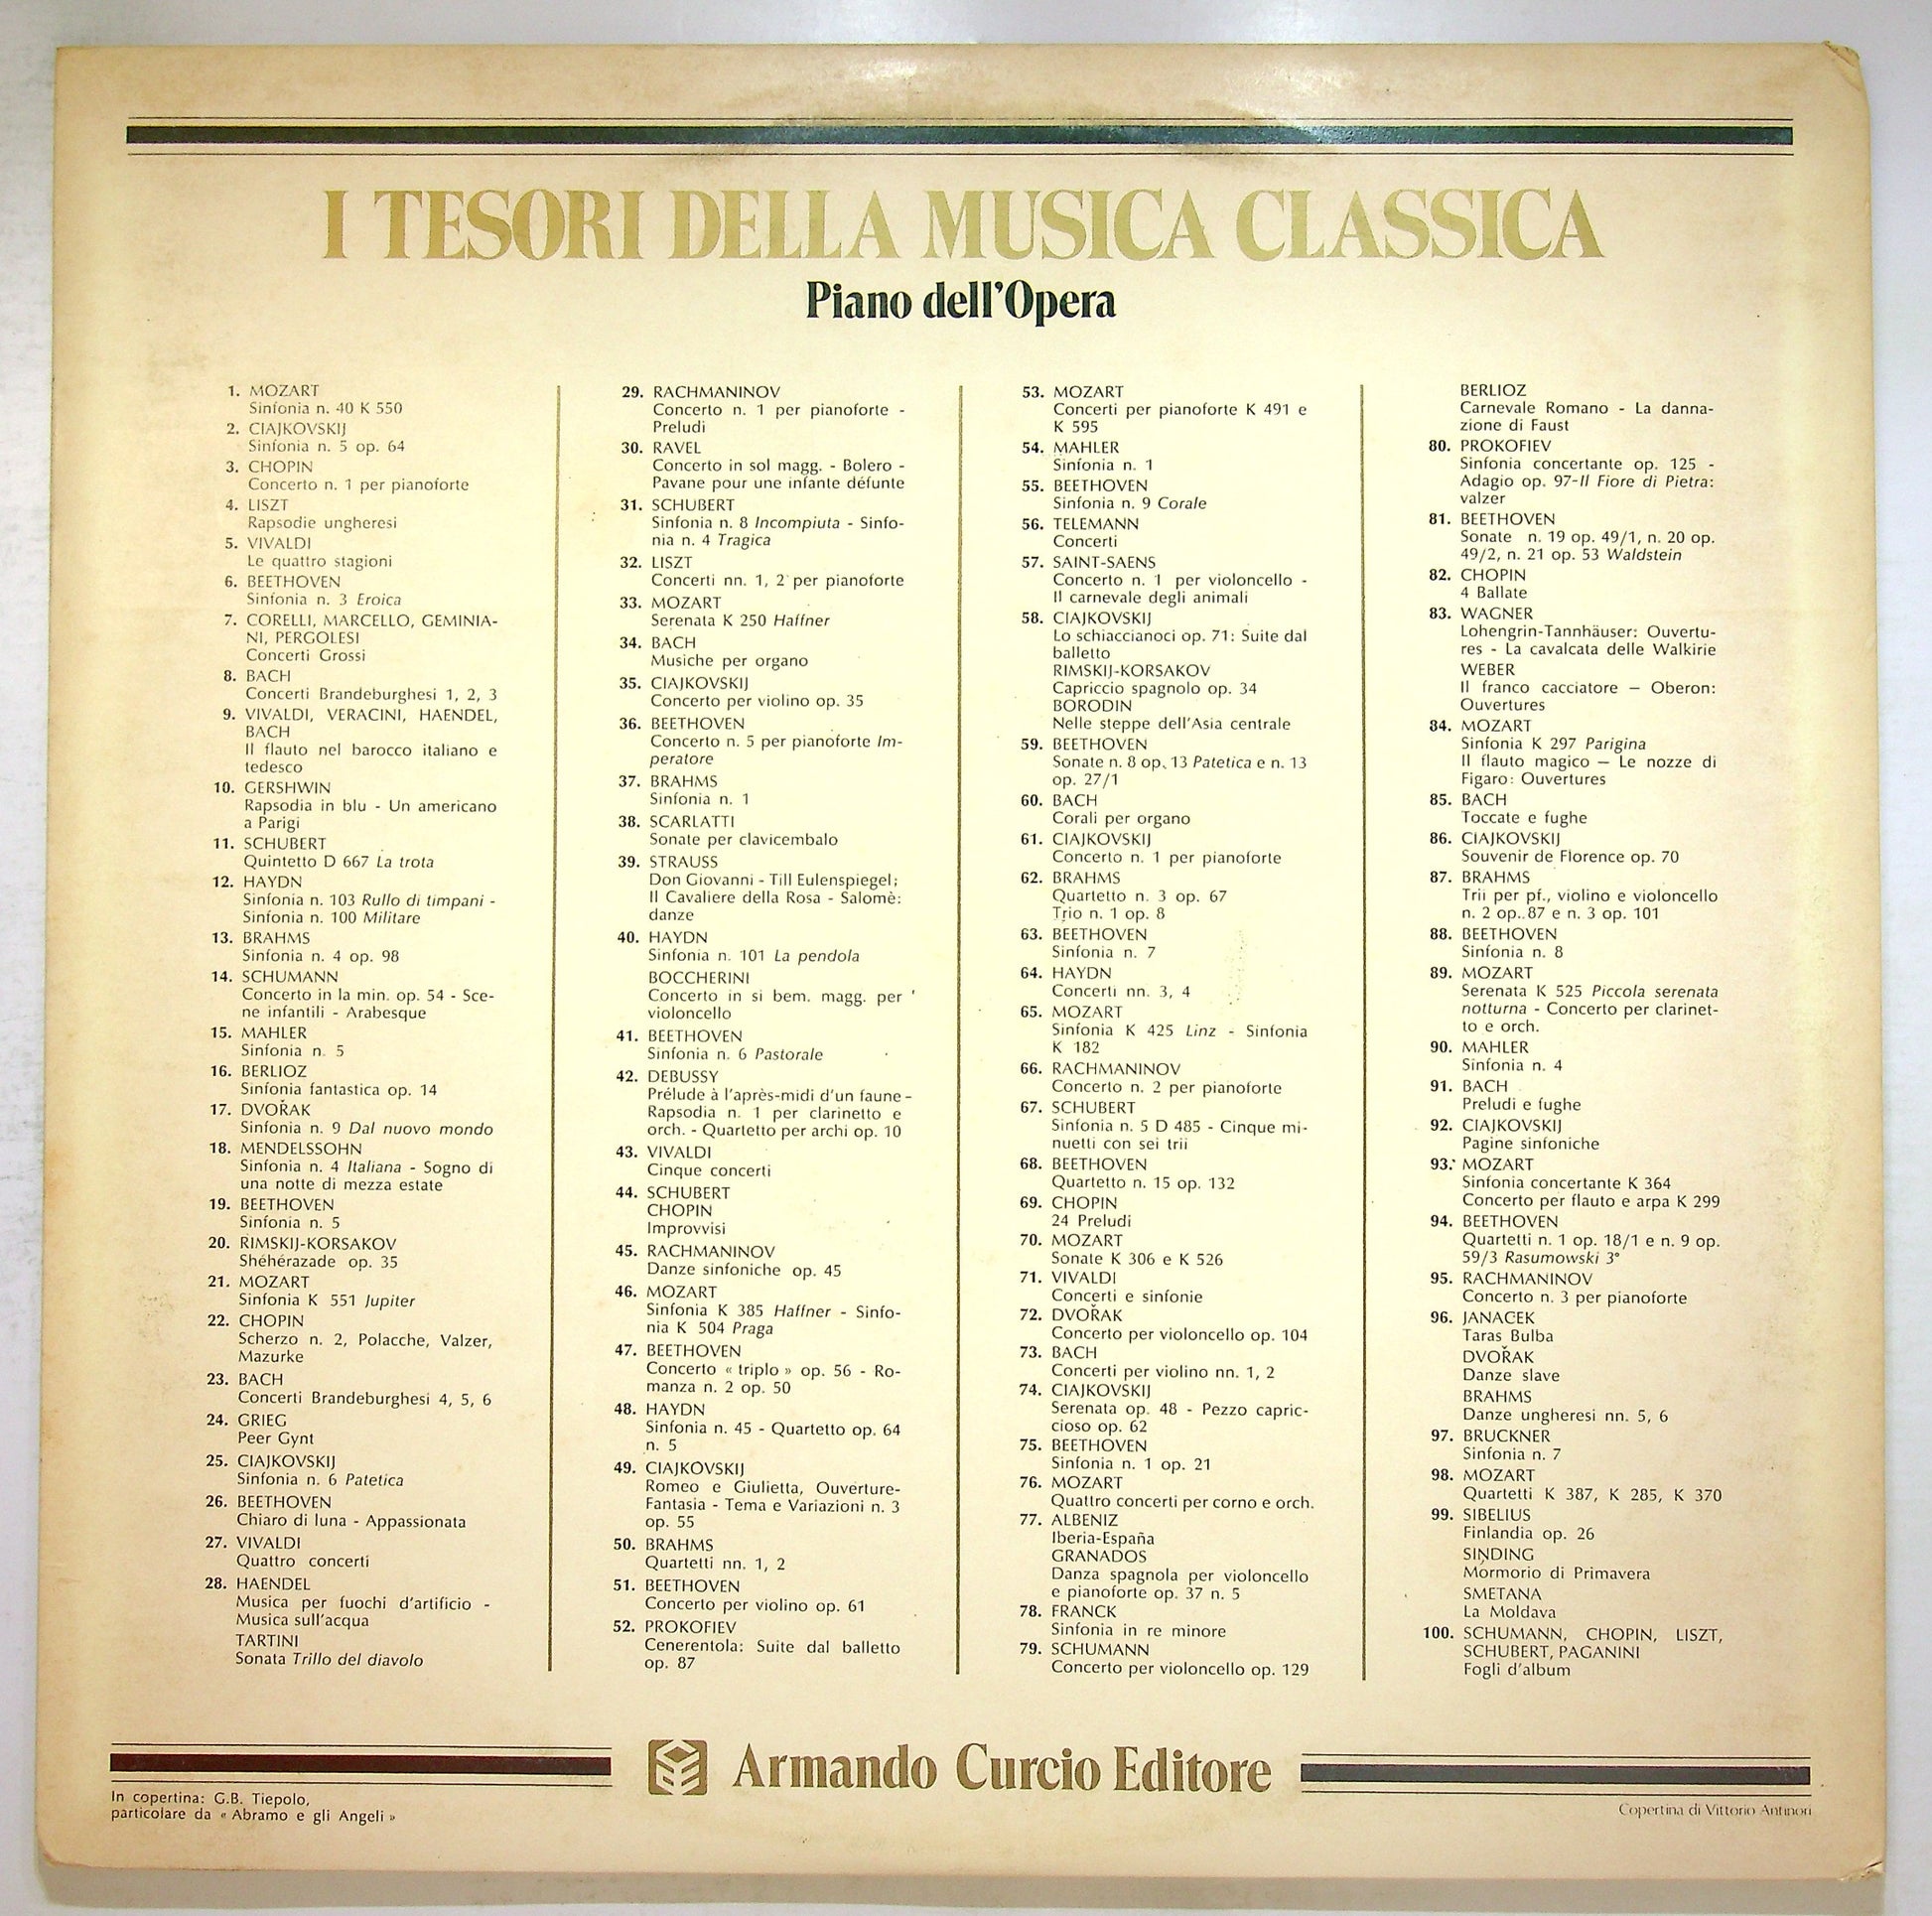 I TESORI DELLA MUSICA CLASSICA
Piano dell'Opera
1. MOZART
Sinfonia n. 40 K 550
2. CIAJKOVSKIJ
Sinfonia n. 5 op. 64
3. CHOPIN
Concerto n. 1 per pianoforte
4. LISZT
Rapsodie ungheresi
5. VIVALDI
Le quattro stagioni
6. BEETHOVEN
Sinfonia n. 3 Eroica
7. CORELLI, MARCELLO, GEMINIA-
NI, PERGOLESI
Concerti Grossi
8. BACH
Concerti Brandeburghesi 1, 2, 3
9. VIVALDI, VERACINI, HAENDEL,
BACH
Il flauto nel barocco italiano e
tedesco
10. GERSHWIN
Rapsodia in blu - Un americano
a Parigi
11. SCHUBERT
Quintetto D 667 La trota
12. HAYDN
Sinfonia n. 103 Rullo di timpani -
Sinfonia n. 100 Militare
13. BRAHMS
Sinfonia n. 4 op. 98
14. SCHUMANN
Concerto in la min. op. 54 - Sce-
ne infantili - Arabesque
15. MAHLER
Sinfonia n. 5
16. BERLIOZ
Sinfonia fantastica op. 14
17. DVOŘAK
Sinfonia n. 9 Dal nuovo mondo
18. MENDELSSOHN
Sinfonia n. 4 Italiana - Sogno di
una notte di mezza estate
19. BEETHOVEN
Sinfonia n. 5
20. RIMSKIJ-KORSAKOV
Shéhérazade op. 35
21. MOZART
Sinfonia K 551 Jupiter
22. CHOPIN
Scherzo n. 2, Polacche, Valzer,
Mazurke
23. BACH
Concerti Brandeburghesi 4, 5, 6
24. GRIEG
Peer Gynt
25. CIAJKOVSKIJ
Sinfonia n. 6 Patetica
26. BEETHOVEN
Chiaro di luna - Appassionata
27. VIVALDI
Quattro concerti
28. HAENDEL
Musica per fuochi d'artificio -
Musica sull'acqua
TARTINI
Sonata Trillo del diavolo
29. RACHMANINOV
Concerto n. 1 per pianoforte -
Preludi
30. RAVEL
Concerto in sol magg. - Bolero -
Pavane pour une infante défunte
31. SCHUBERT
Sinfonia n. 8 Incompiuta - Sinfo-
nia n. 4 Tragica
32. LISZT
Concerti nn. 1, 2 per pianoforte
33. MOZART
Serenata K 250 Haffner
34. BACH
Musiche per organo
35. CIAJKOVSKIJ
Concerto per violino op. 35
36. BEETHOVEN
Concerto n. 5 per pianoforte Im-
peratore
37. BRAHMS
Sinfonia n. 1
38. SCARLATTI
Sonate per clavicembalo
39. STRAUSS
Don Giovanni - Till Eulenspiegel;
Il Cavaliere della Rosa - Salomè:
danze
40. HAYDN
Sinfonia n. 101 La pendola
BOCCHERINI
Concerto in si bem. magg. per
violoncello
41. BEETHOVEN
Sinfonia n. 6 Pastorale
42. DEBUSSY
Prélude à l'après-midi d'un faune -
Rapsodia n. 1 per clarinetto e
orch. - Quartetto per archi op. 10
43. VIVALDI
Cinque concerti
44. SCHUBERT
CHOPIN
Improvvisi
45. RACHMANINOV
Danze sinfoniche op. 45
46. MOZART
Sinfonia K 385 Haffner - Sinfo-
nia K 504 Praga
47. BEETHOVEN
Concerto « triplo » op. 56 - Ro-
manza n. 2 op. 50
48. HAYDN
Sinfonia n. 45 - Quartetto op. 64
n. 5
49. CIAJKOVSKIJ
Romeo e Giulietta, Ouverture-
Fantasia - Tema e Variazioni n. 3
op. 55
50. BRAHMS
Quartetti nn. 1, 2
51. BEETHOVEN
Concerto per violino op. 61
52. PROKOFIEV
Cenerentola: Suite dal balletto
op. 87
53. MOZART
Concerti per pianoforte K 491 e
K 595
54. MAHLER
Sinfonia n. 1
55. BEETHOVEN
Sinfonia n. 9 Corale
56. TELEMANN
Concerti
57. SAINT-SAENS
Concerto n. 1 per violoncello -
Il carnevale degli animali
58. CIAJKOVSKIJ
Lo schiaccianoci op. 71: Suite dal
balletto
RIMSKIJ-KORSAKOV
Capriccio spagnolo op. 34
BORODIN
Nelle steppe dell'Asia centrale
59. BEETHOVEN
Sonate n. 8 op. 13 Patetica e n. 13
op. 27/1
60. BACH
Corali per organo
61. CIAJKOVSKIJ
Concerto n. 1 per pianoforte
62. BRAHMS
Quartetto n. 3 op. 67
Trio n. 1 op. 8
63. BEETHOVEN
Sinfonia n. 7
64. HAYDN
Concerti nn. 3, 4
65. MOZART
Sinfonia K 425 Linz - Sinfonia
K 182
66. RACHMANINOV
Concerto n. 2 per pianoforte
67. SCHUBERT
Sinfonia n. 5 D 485 - Cinque mi-
nuetti con sei trii
68. BEETHOVEN
Quartetto n. 15 op. 132
69. CHOPIN
24 Preludi
70. MOZART
Sonate K 306 e K 526
71. VIVALDI
Concerti e sinfonie
72. DVOŘAK
Concerto per violoncello op. 104
73. BACH
Concerti per violino nn. 1, 2
74. CIAJKOVSKIJ
Serenata op. 48 - Pezzo capric-
cioso op. 62
75. BEETHOVEN
Sinfonia n. 1 op. 21
76. MOZART
Quattro concerti per corno e orch.
77. ALBENIZ
Iberia-España
GRANADOS
Danza spagnola per violoncello
e pianoforte op. 37 n. 5
78. FRANCK
Sinfonia in re minore
79. SCHUMANN
Concerto per violoncello op. 129
BERLIOZ
Carnevale Romano - La danna-
zione di Faust
80. PROKOFIEV
Sinfonia concertante op. 125 -
Adagio op. 97-Il Fiore di Pietra:
valzer
81. BEETHOVEN
Sonate n. 19 op. 49/1, n. 20 op.
49/2, n. 21 op. 53 Waldstein
82. CHOPIN
4 Ballate
83. WAGNER
Lohengrin-Tannhäuser: Ouvertu-
res - La cavalcata delle Walkirie
WEBER
Il franco cacciatore — Oberon:
Ouvertures
84. MOZART
Sinfonia K 297 Parigina
Il flauto magico — Le nozze di
Figaro: Ouvertures
85. BACH
Toccate e fughe
86. CIAJKOVSKIJ
Souvenir de Florence op. 70
87. BRAHMS
Trii per pf., violino e violoncello
n. 2 op. 87 e n. 3 op. 101
88. BEETHOVEN
Sinfonia n. 8
89. MOZART
Serenata K 525 Piccola serenata
notturna - Concerto per clarinet-
to e orch.
90. MAHLER
Sinfonia n. 4
91. BACH
Preludi e fughe
92. CIAJKOVSKIJ
Pagine sinfoniche
93. MOZART
Sinfonia concertante K 364
Concerto per flauto e arpa K 299
94. BEETHOVEN
Quartetti n. 1 op. 18/1 e n. 9 op.
59/3 Rasumowski 3°
95. RACHMANINOV
Concerto n. 3 per pianoforte
96. JANACEK
Taras Bulba
DVOŘAK
Danze slave
BRAHMS
Danze ungheresi nn. 5, 6
97. BRUCKNER
Sinfonia n. 7
98. MOZART
Quartetti K 387, K 285, K 370
99. SIBELIUS
Finlandia op. 26
SINDING
Mormorio di Primavera
SMETANA
La Moldava
100. SCHUMANN, CHOPIN, LISZT,
SCHUBERT, PAGANINI
Fogli d'album
Armando Curcio Editore
In copertina: G.B. Tiepolo,
particolare da « Abramo e gli Angeli »
Copertina di Vittorio Antinori